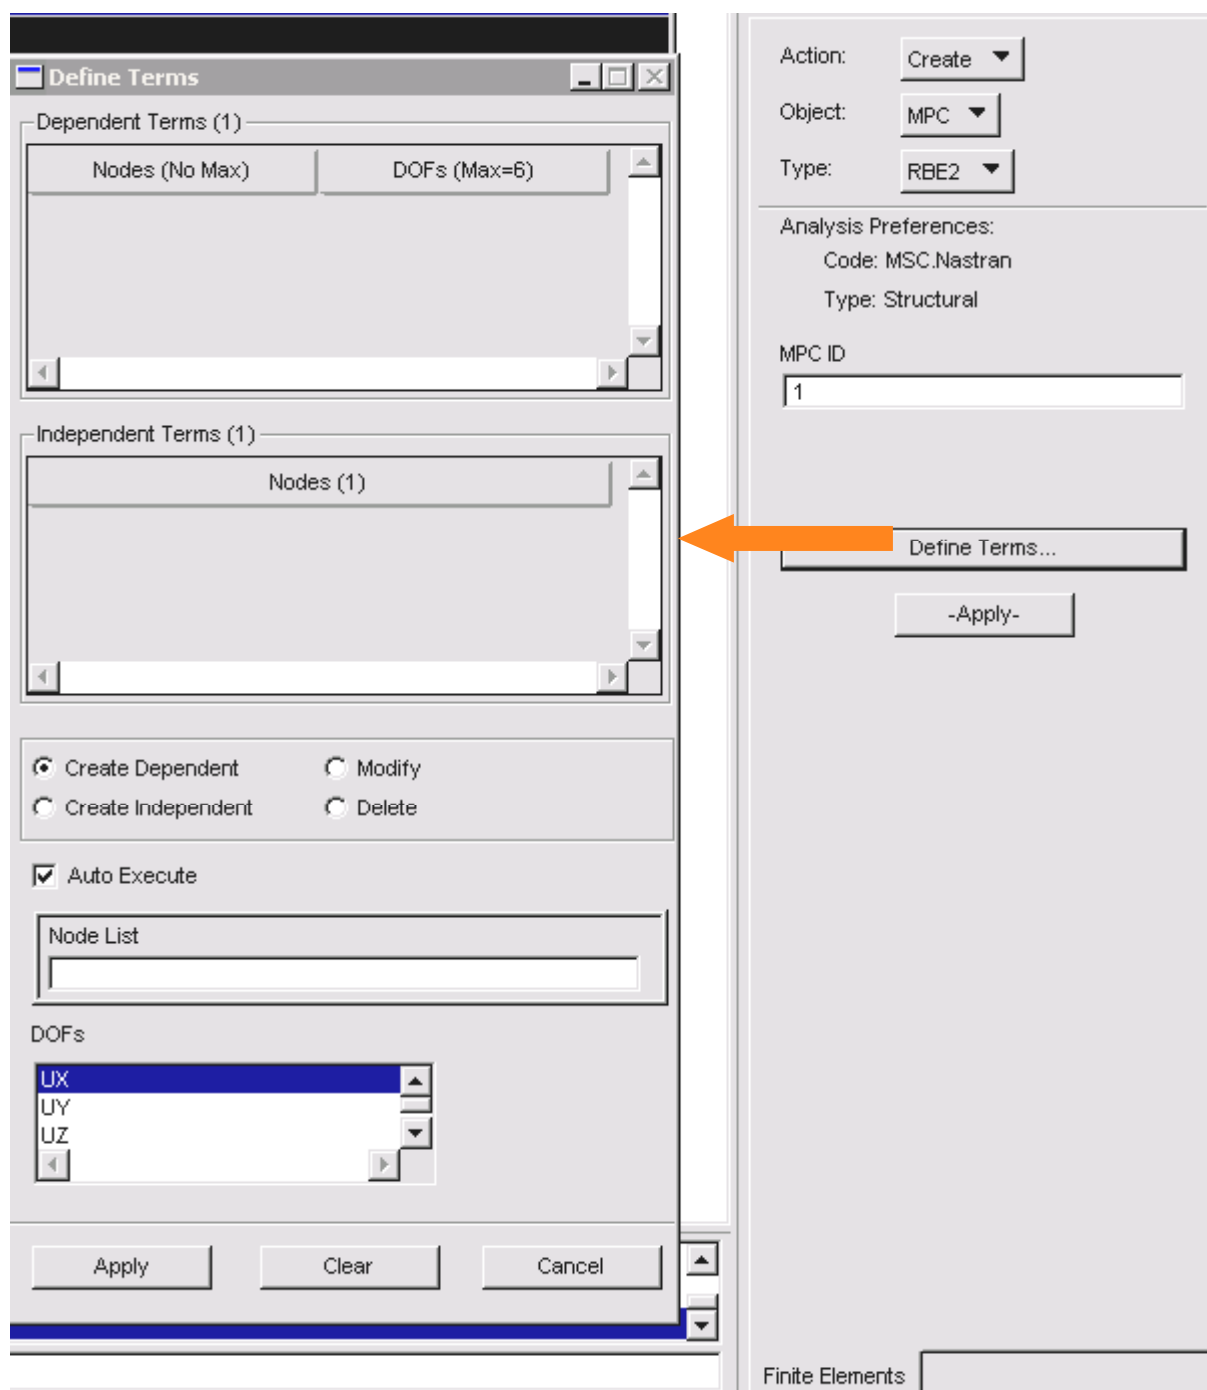 Define Terms
Dependent Terms (1)
Nodes (No Max) DOFs (Max=6)
Independent Terms (1)
Nodes (1)
Create Dependent Modify
Create Independent Delete
Auto Execute
Node List
DOFs
UX
UY
UZ
Apply Clear Cancel
Action: Create
Object: MPC
Type: RBE2
Analysis Preferences:
Code: MSC.Nastran
Type: Structural
MPC ID
1
Define Terms...
-Apply-
Finite Elements